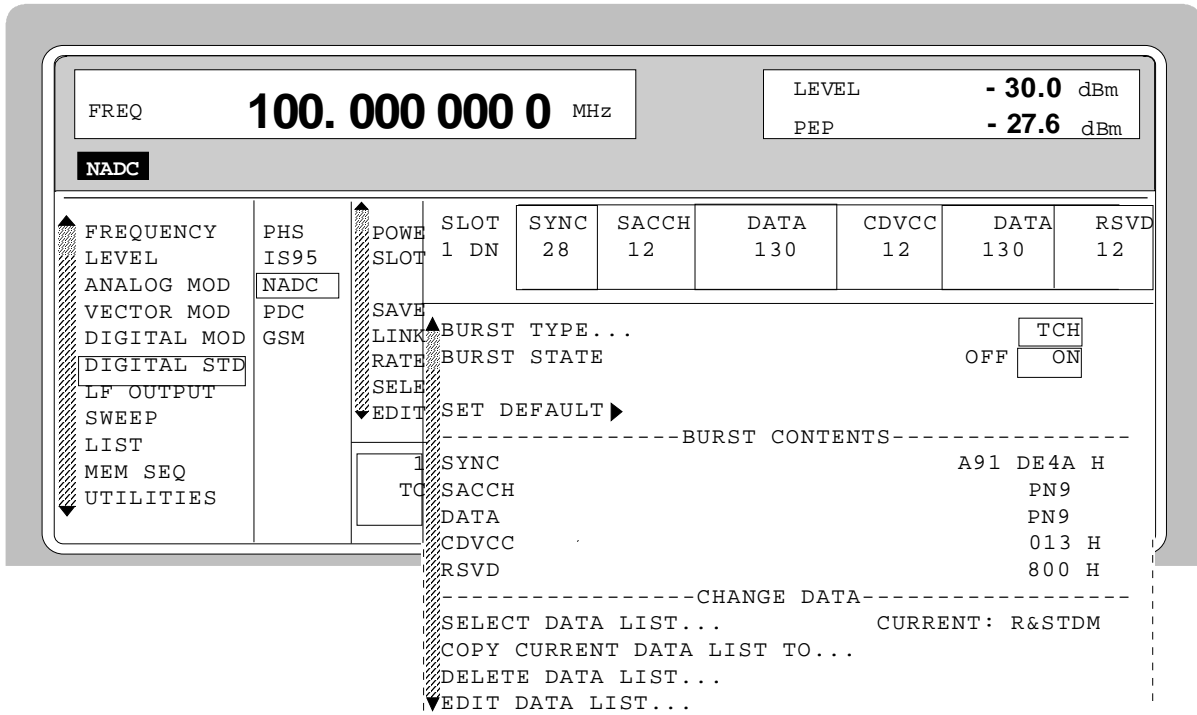 FREQ 100. 000 000 0 MHz
LEVEL - 30.0 dBm
PEP - 27.6 dBm
NADC
FREQUENCY
LEVEL
ANALOG MOD
VECTOR MOD
DIGITAL MOD
DIGITAL STD
LF OUTPUT
SWEEP
LIST
MEM SEQ
UTILITIES
PHS
IS95
NADC
PDC
GSM
POWE
SLOT
SAVE
LINK
RATE
SELE
EDIT
1
TC
SLOT SYNC SACCH DATA CDVCC DATA RSVD
1 DN 28 12 130 12 130 12
BURST TYPE... TCH
BURST STATE OFF ON
SET DEFAULT
-----------------BURST CONTENTS-----------------
SYNC A91 DE4A H
SACCH PN9
DATA PN9
CDVCC 013 H
RSVD 800 H
------------------CHANGE DATA-------------------
SELECT DATA LIST... CURRENT: R&STDM
COPY CURRENT DATA LIST TO...
DELETE DATA LIST...
EDIT DATA LIST...